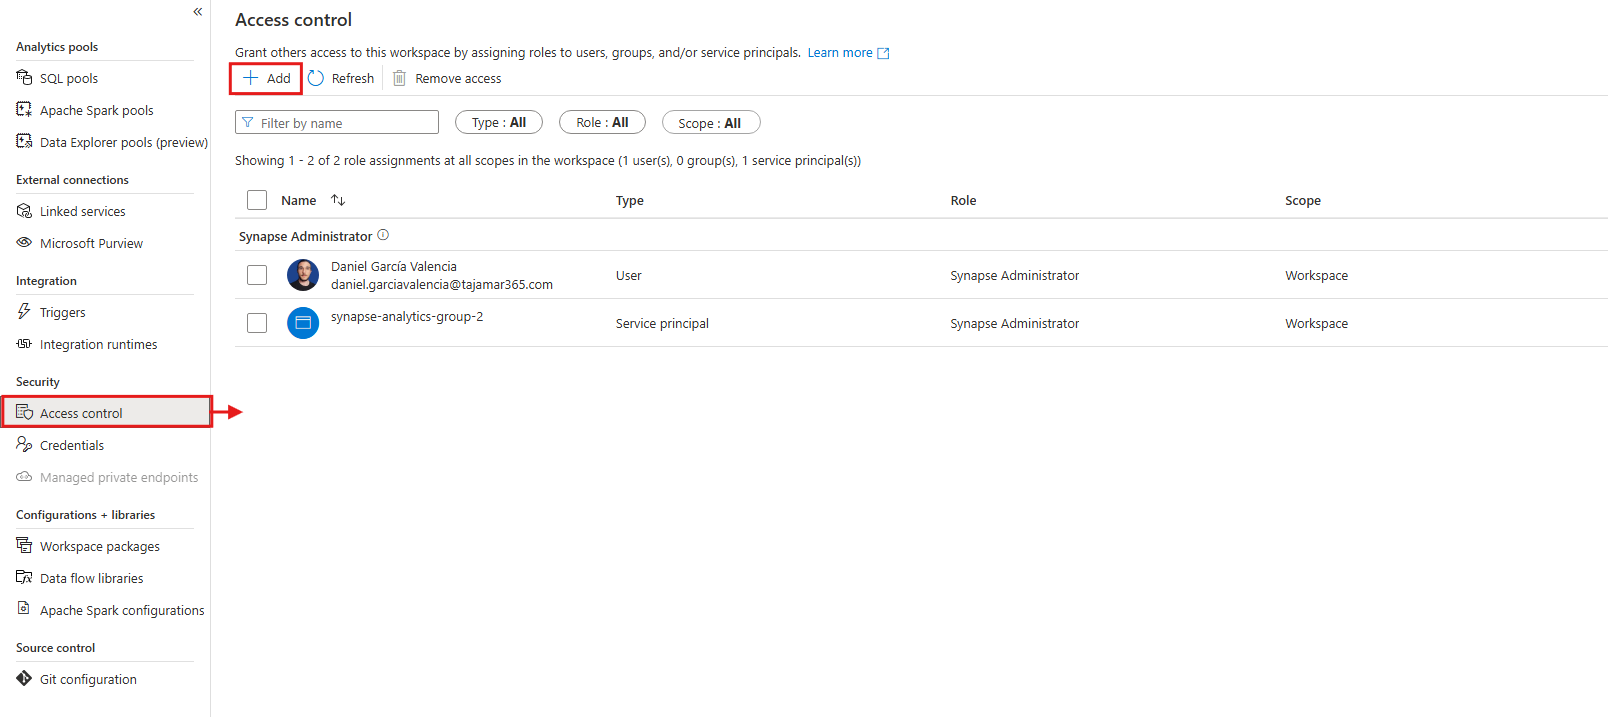 «
Analytics pools
SQL pools
Apache Spark pools
Data Explorer pools (preview)
External connections
Linked services
Microsoft Purview
Integration
Triggers
Integration runtimes
Security
Access control
Credentials
Managed private endpoints
Configurations + libraries
Workspace packages
Data flow libraries
Apache Spark configurations
Source control
Git configuration
Access control
Grant others access to this workspace by assigning roles to users, groups, and/or service principals. Learn more
Add Refresh Remove access
Filter by name Type : All Role : All Scope : All
Showing 1 - 2 of 2 role assignments at all scopes in the workspace (1 user(s), 0 group(s), 1 service principal(s))
Name Type Role Scope
Synapse Administrator
Daniel García Valencia
daniel.garciavalencia@tajamar365.com User Synapse Administrator Workspace
synapse-analytics-group-2 Service principal Synapse Administrator Workspace